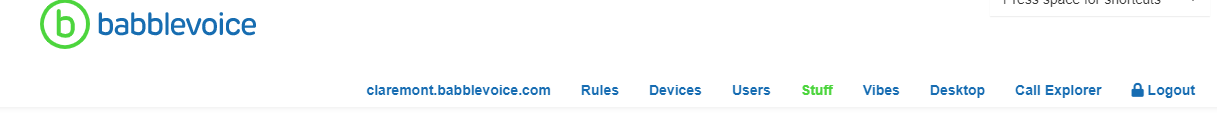 Press space for shortcuts
b babblevoice
claremont.babblevoice.com Rules Devices Users Stuff Vibes Desktop Call Explorer Logout